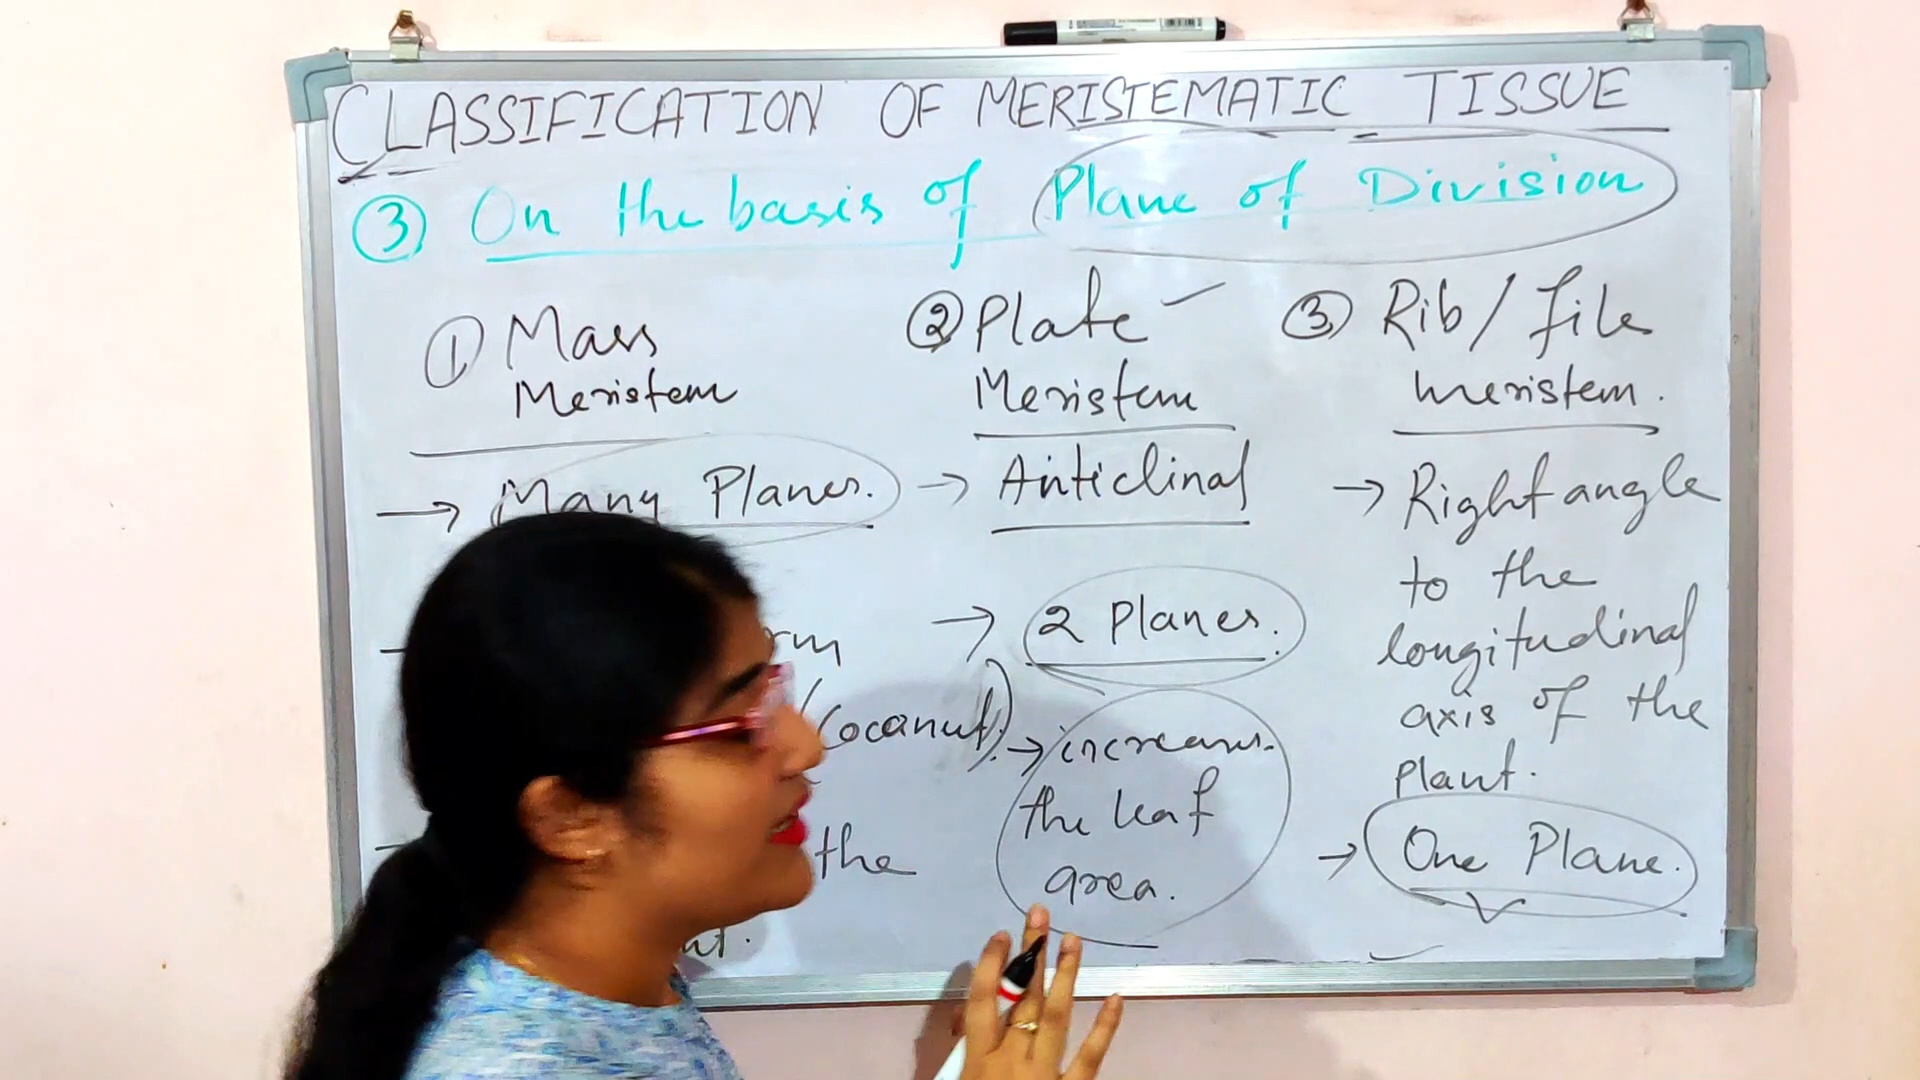 CLASSIFICATION OF MERISTEMATIC TISSUE
③ On the basis of Plane of Division
① Mass
Meristem
→ Many Planes.
(Cocanut).
the
② Plate
Meristem
→ Anticlinal
→ 2 Planes.
→ increases
the leaf
area.
③ Rib/file
meristem.
→ Right angle
to the
longitudinal
axis of the
plant.
→ One Plane.